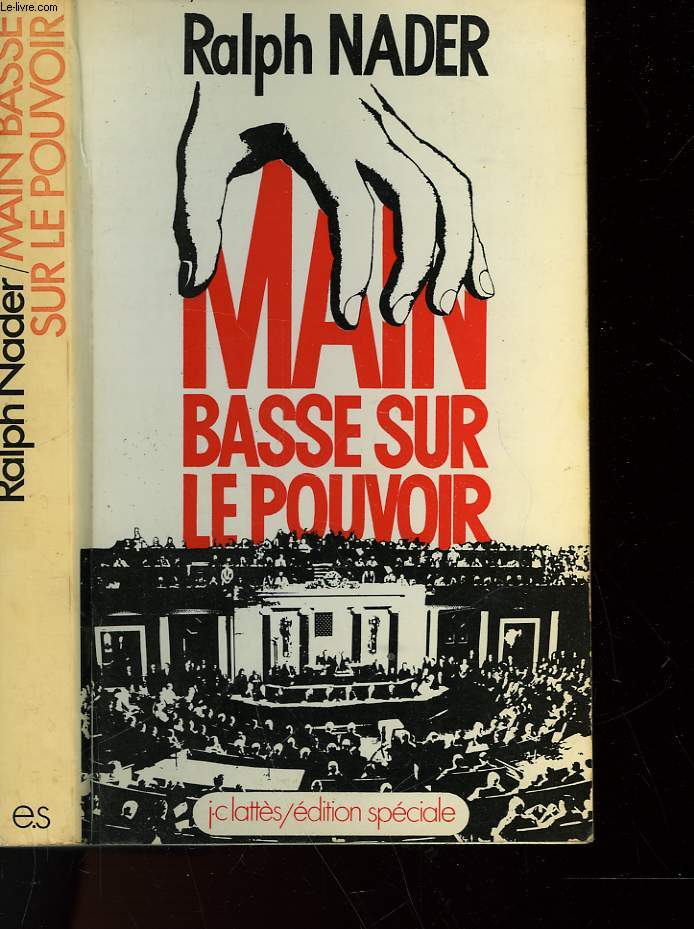 Le-livre.com
Ralph Nader/MAIN BASSE
SUR LE POUVOIR
e.s
Ralph NADER
MAIN
BASSE SUR
LE POUVOIR
j-c lattès/édition spéciale